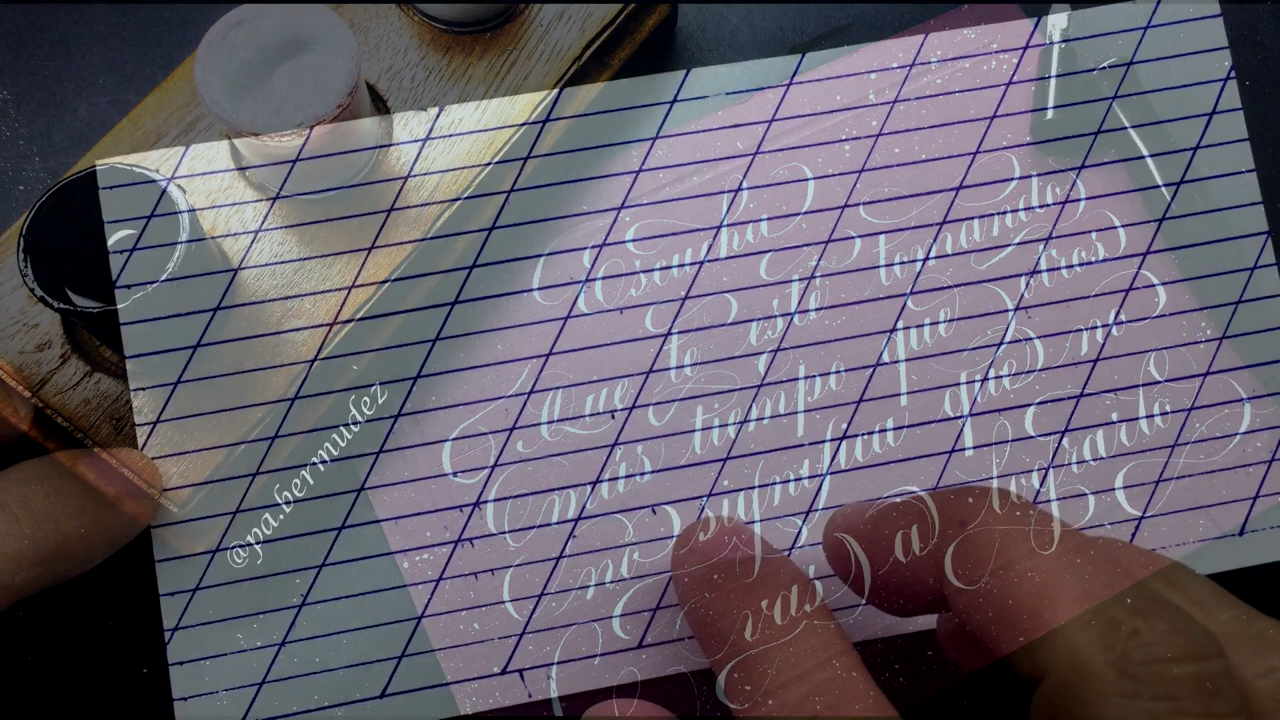 Escucha
Que te esté tomando
más tiempo que otros
no significa que no
vas a lograrlo
@pa.bermudez